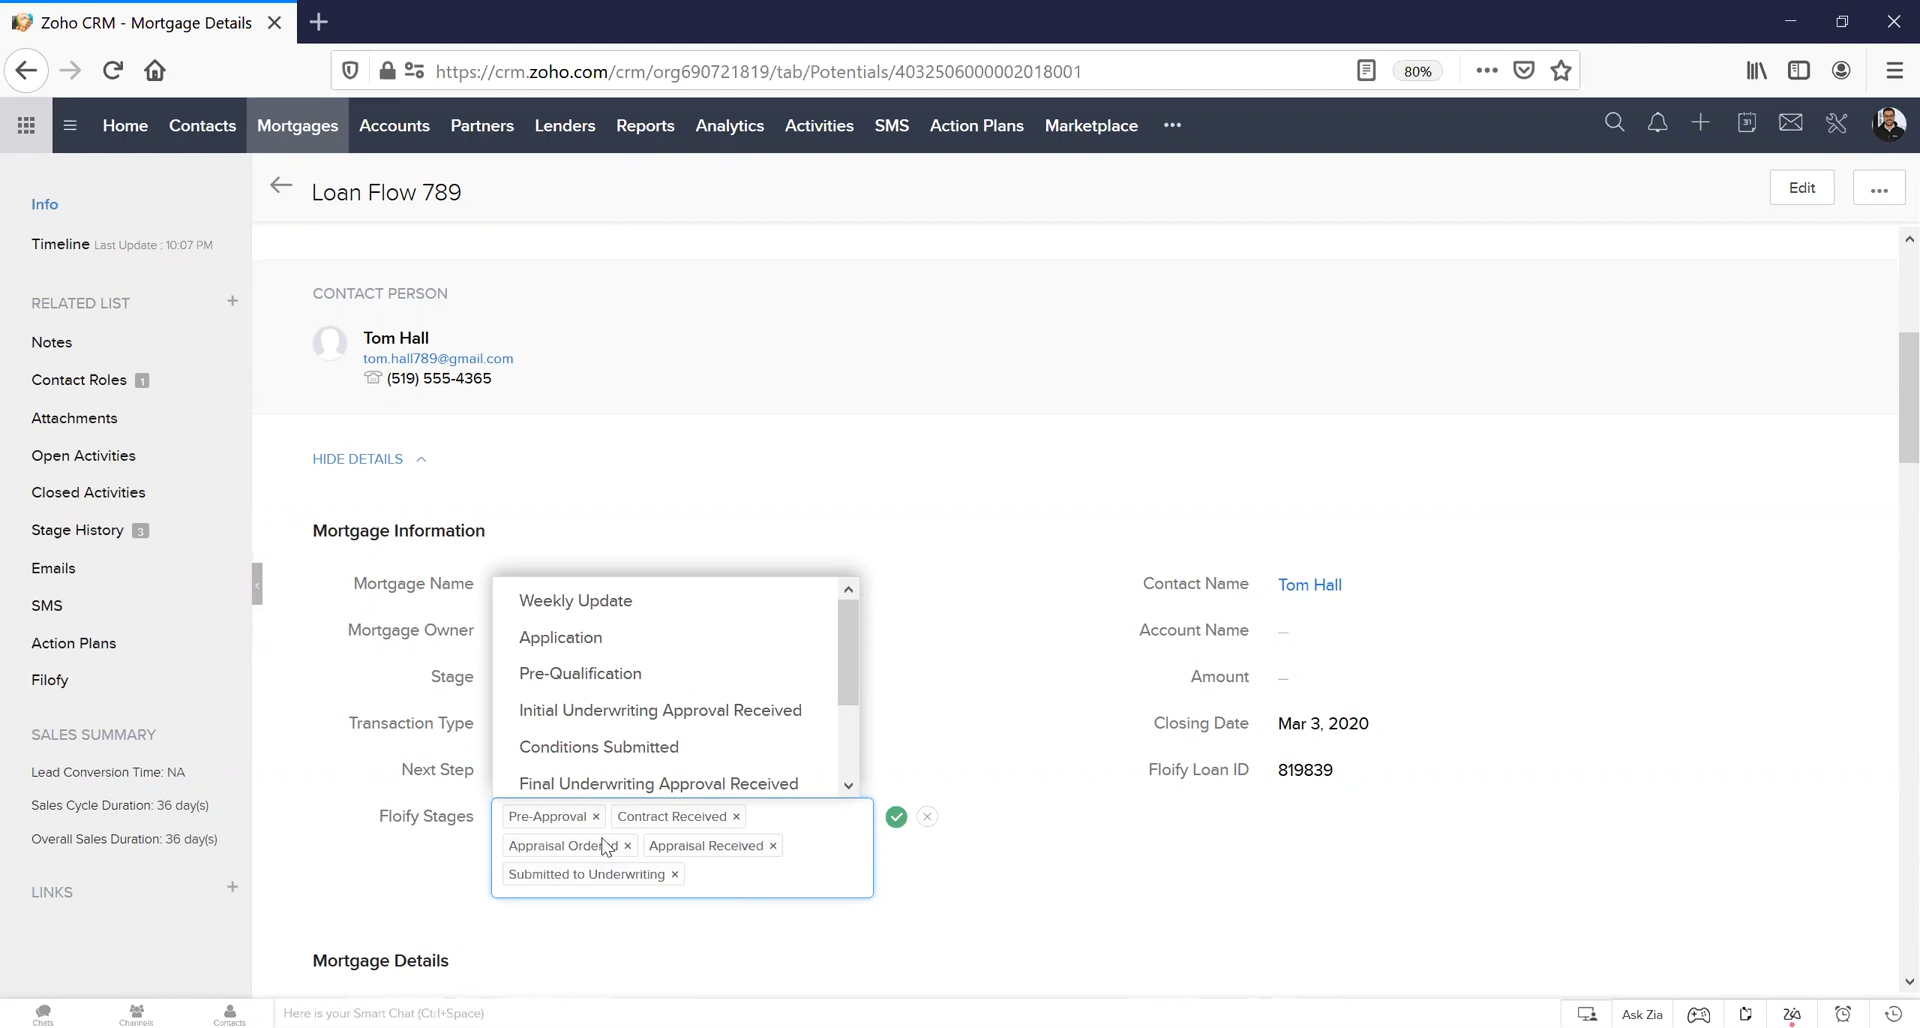 Zoho CRM - Mortgage Details
https://crm.zoho.com/crm/org690721819/tab/Potentials/4032506000002018001
80%
Home Contacts Mortgages Accounts Partners Lenders Reports Analytics Activities SMS Action Plans Marketplace
31
Loan Flow 789
Edit
Info
Timeline Last Update : 10:07 PM
RELATED LIST
Notes
Contact Roles 1
Attachments
Open Activities
Closed Activities
Stage History 3
Emails
SMS
Action Plans
Filofy
SALES SUMMARY
Lead Conversion Time: NA
Sales Cycle Duration: 36 day(s)
Overall Sales Duration: 36 day(s)
LINKS
CONTACT PERSON
Tom Hall
tom.hall789@gmail.com
(519) 555-4365
HIDE DETAILS
Mortgage Information
Mortgage Name
Mortgage Owner
Stage
Transaction Type
Next Step
Floify Stages
Weekly Update
Application
Pre-Qualification
Initial Underwriting Approval Received
Conditions Submitted
Final Underwriting Approval Received
Pre-Approval × Contract Received ×
Appraisal Ordered × Appraisal Received ×
Submitted to Underwriting ×
Contact Name Tom Hall
Account Name —
Amount —
Closing Date Mar 3, 2020
Floify Loan ID 819839
Mortgage Details
Chats Channels Contacts
Here is your Smart Chat (Ctrl+Space)
Ask Zia